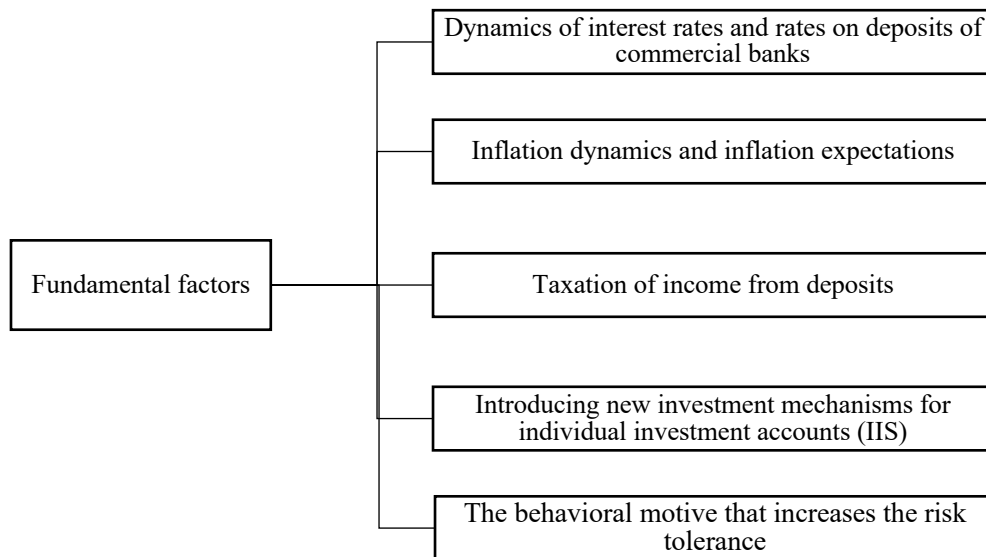 Dynamics of interest rates and rates on deposits of
commercial banks
Inflation dynamics and inflation expectations
Fundamental factors
Taxation of income from deposits
Introducing new investment mechanisms for
individual investment accounts (IIS)
The behavioral motive that increases the risk
tolerance